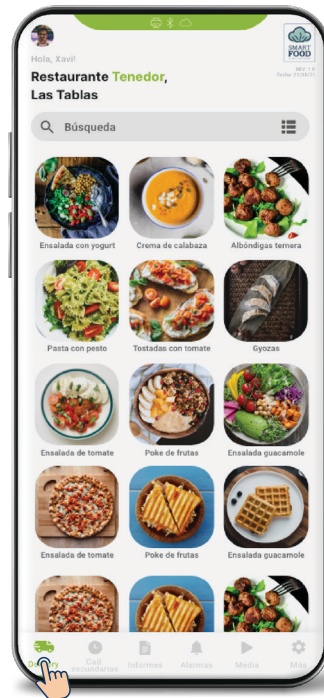 Hola, Xavi!
SMART
FOOD
Restaurante Tenedor,
Las Tablas
Búsqueda
Ensalada con yogurt
Crema de calabaza
Albóndigas ternera
Pasta con pesto
Tostadas con tomate
Gyozas
Ensalada de tomate
Poke de frutas
Ensalada guacamole
Ensalada de tomate
Poke de frutas
Ensalada guacamole
Cad.
secundarias
Informes
Alarmas
Media
Más